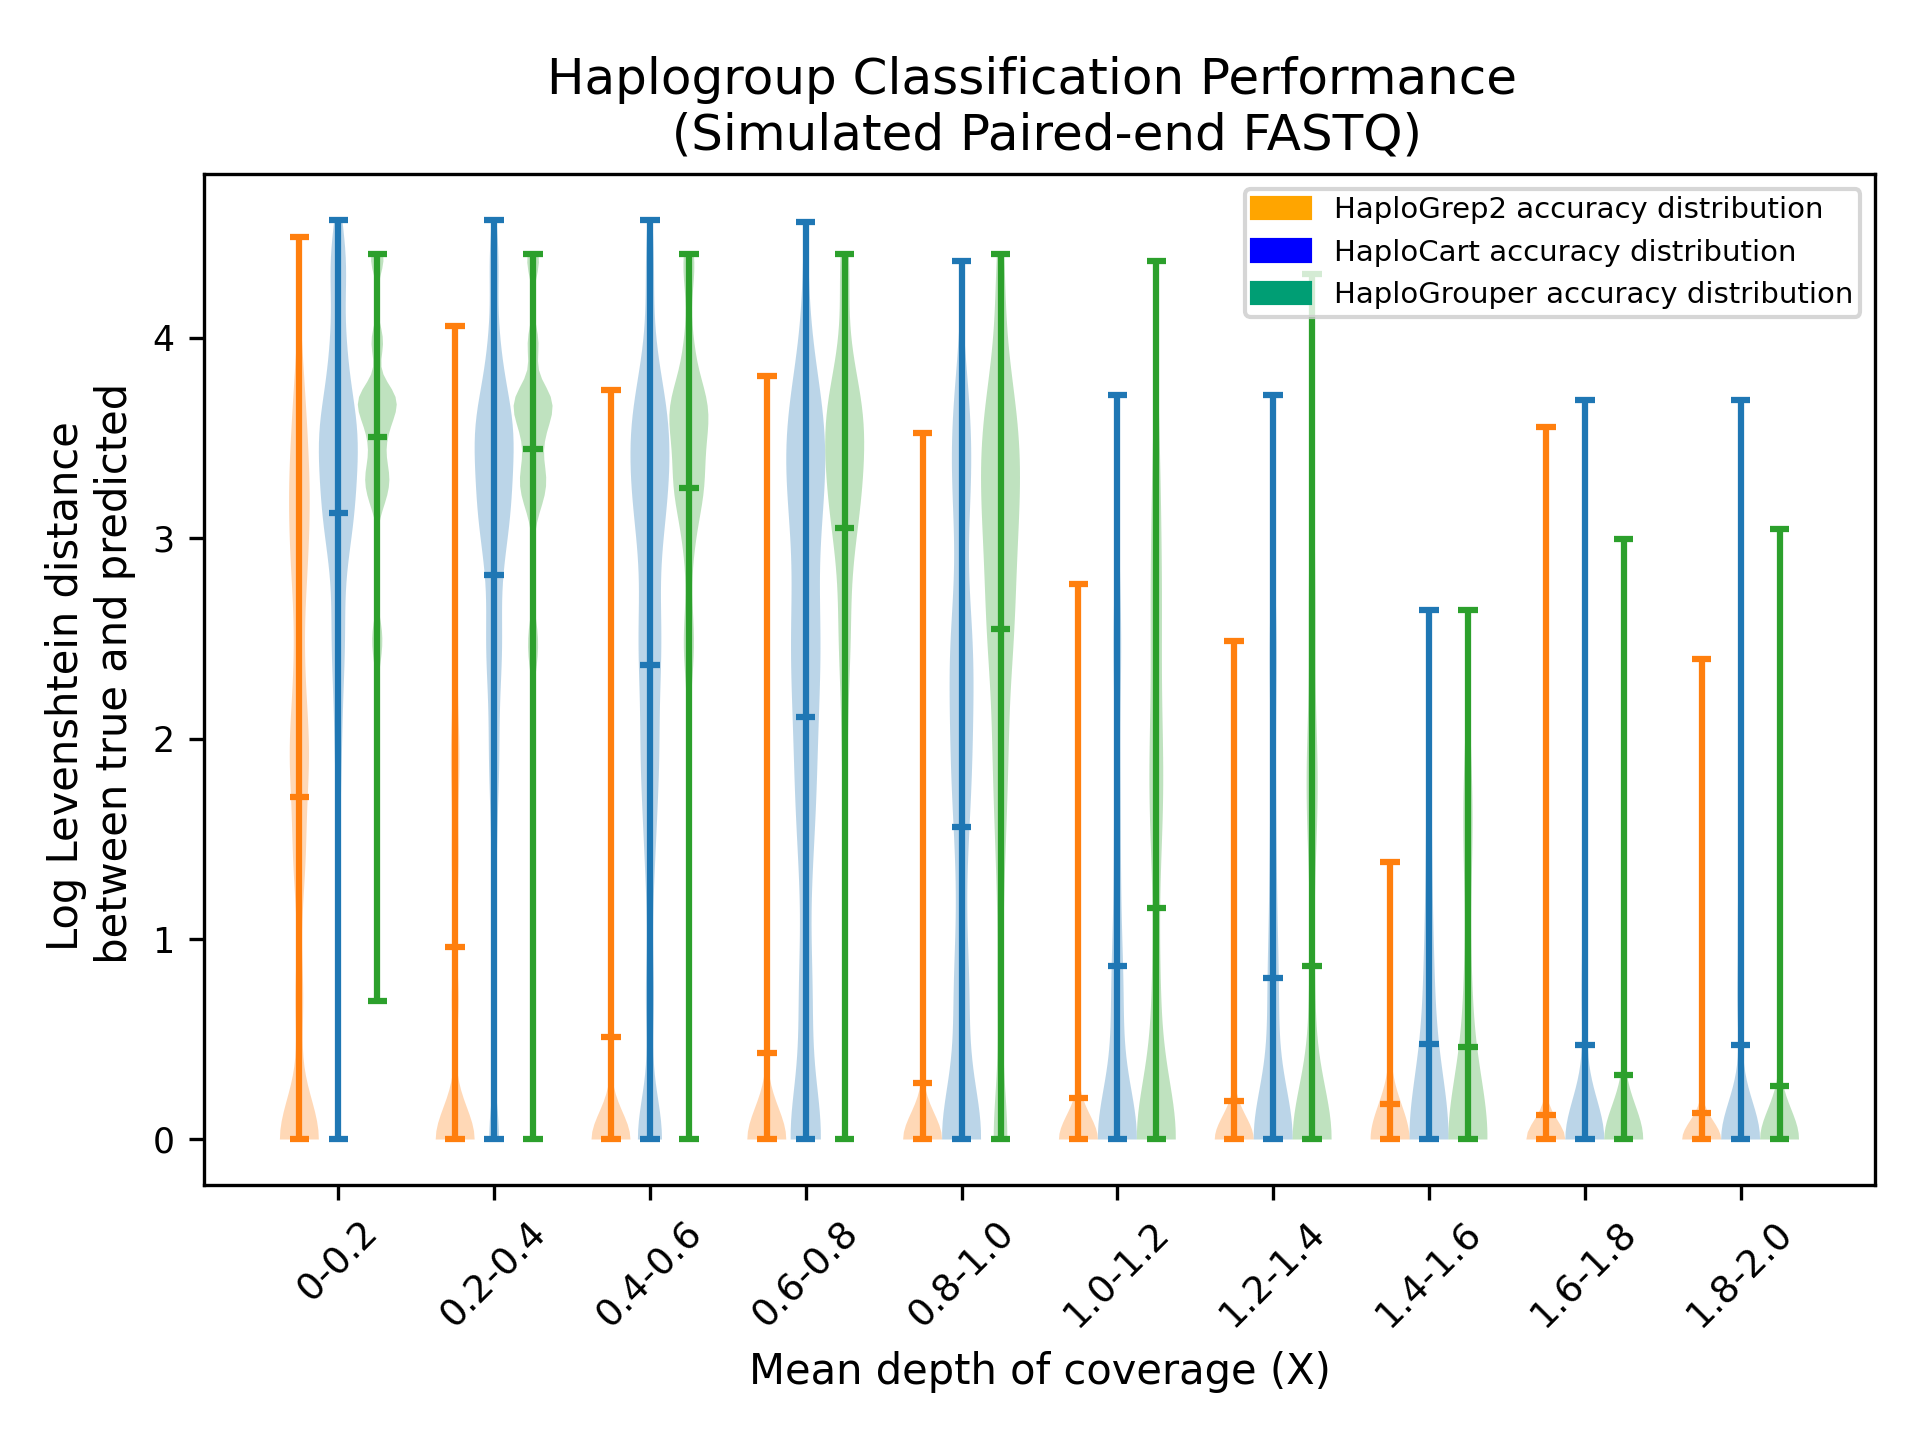 Haplogroup Classification Performance
(Simulated Paired-end FASTQ)
HaploGrep2 accuracy distribution
HaploCart accuracy distribution
HaploGrouper accuracy distribution
Log Levenshtein distance
between true and predicted
4
3
2
1
0
0-0.2
0.2-0.4
0.4-0.6
0.6-0.8
0.8-1.0
1.0-1.2
1.2-1.4
1.4-1.6
1.6-1.8
1.8-2.0
Mean depth of coverage (X)